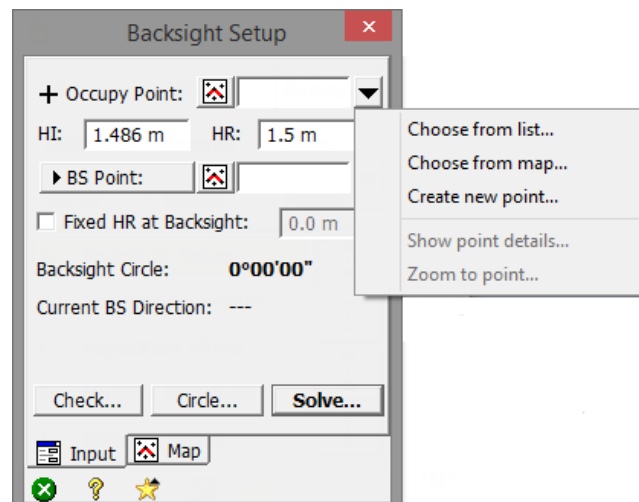 Backsight Setup
Occupy Point:
HI: 1.486 m HR: 1.5 m
BS Point:
Fixed HR at Backsight: 0.0 m
Backsight Circle: 0°00'00"
Current BS Direction: ---
Check... Circle... Solve...
Input Map
Choose from list...
Choose from map...
Create new point...
Show point details...
Zoom to point...